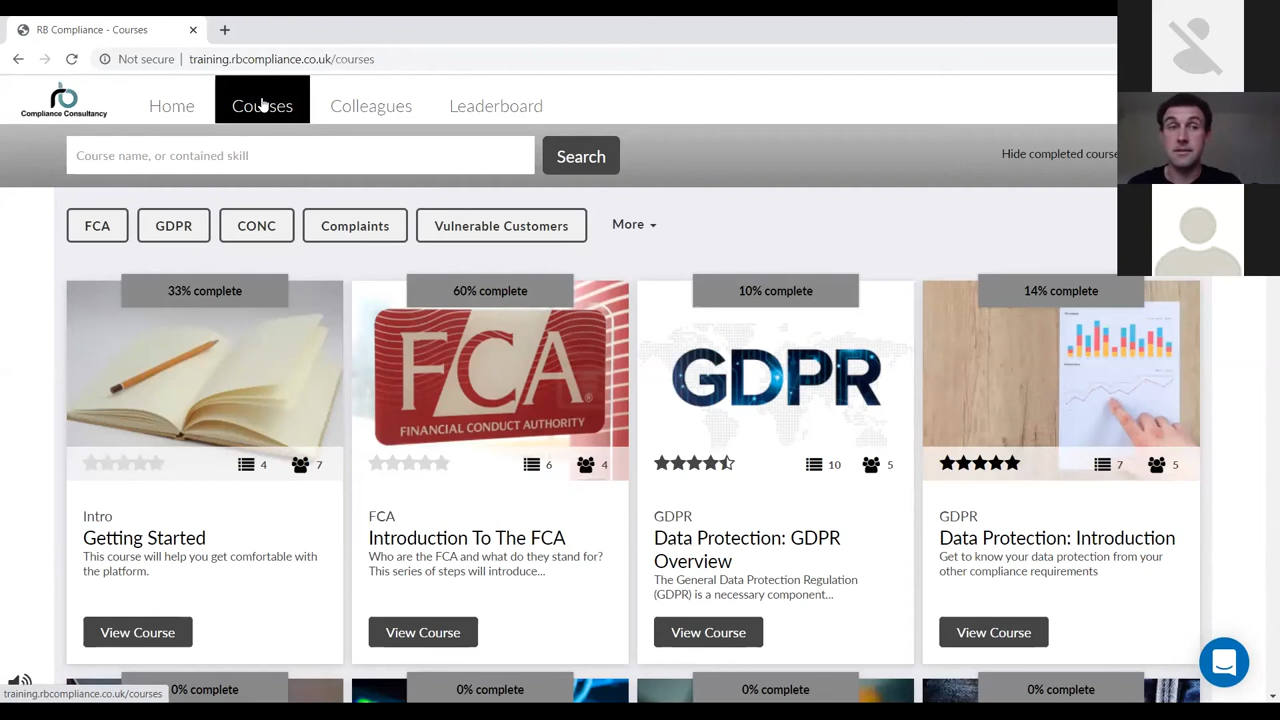 RB Compliance - Courses
Not secure | training.rbcompliance.co.uk/courses
rb
Compliance Consultancy
Home
Courses
Colleagues
Leaderboard
Course name, or contained skill
Search
Hide completed course
FCA
GDPR
CONC
Complaints
Vulnerable Customers
More
33% complete
60% complete
10% complete
14% complete
FCA®
FINANCIAL CONDUCT AUTHORITY
GDPR
4
7
6
4
10
5
7
5
Intro
Getting Started
This course will help you get comfortable with
the platform.
View Course
FCA
Introduction To The FCA
Who are the FCA and what do they stand for?
This series of steps will introduce...
View Course
GDPR
Data Protection: GDPR
Overview
The General Data Protection Regulation
(GDPR) is a necessary component...
View Course
GDPR
Data Protection: Introduction
Get to know your data protection from your
other compliance requirements
View Course
0% complete
0% complete
0% complete
0% complete
training.rbcompliance.co.uk/courses